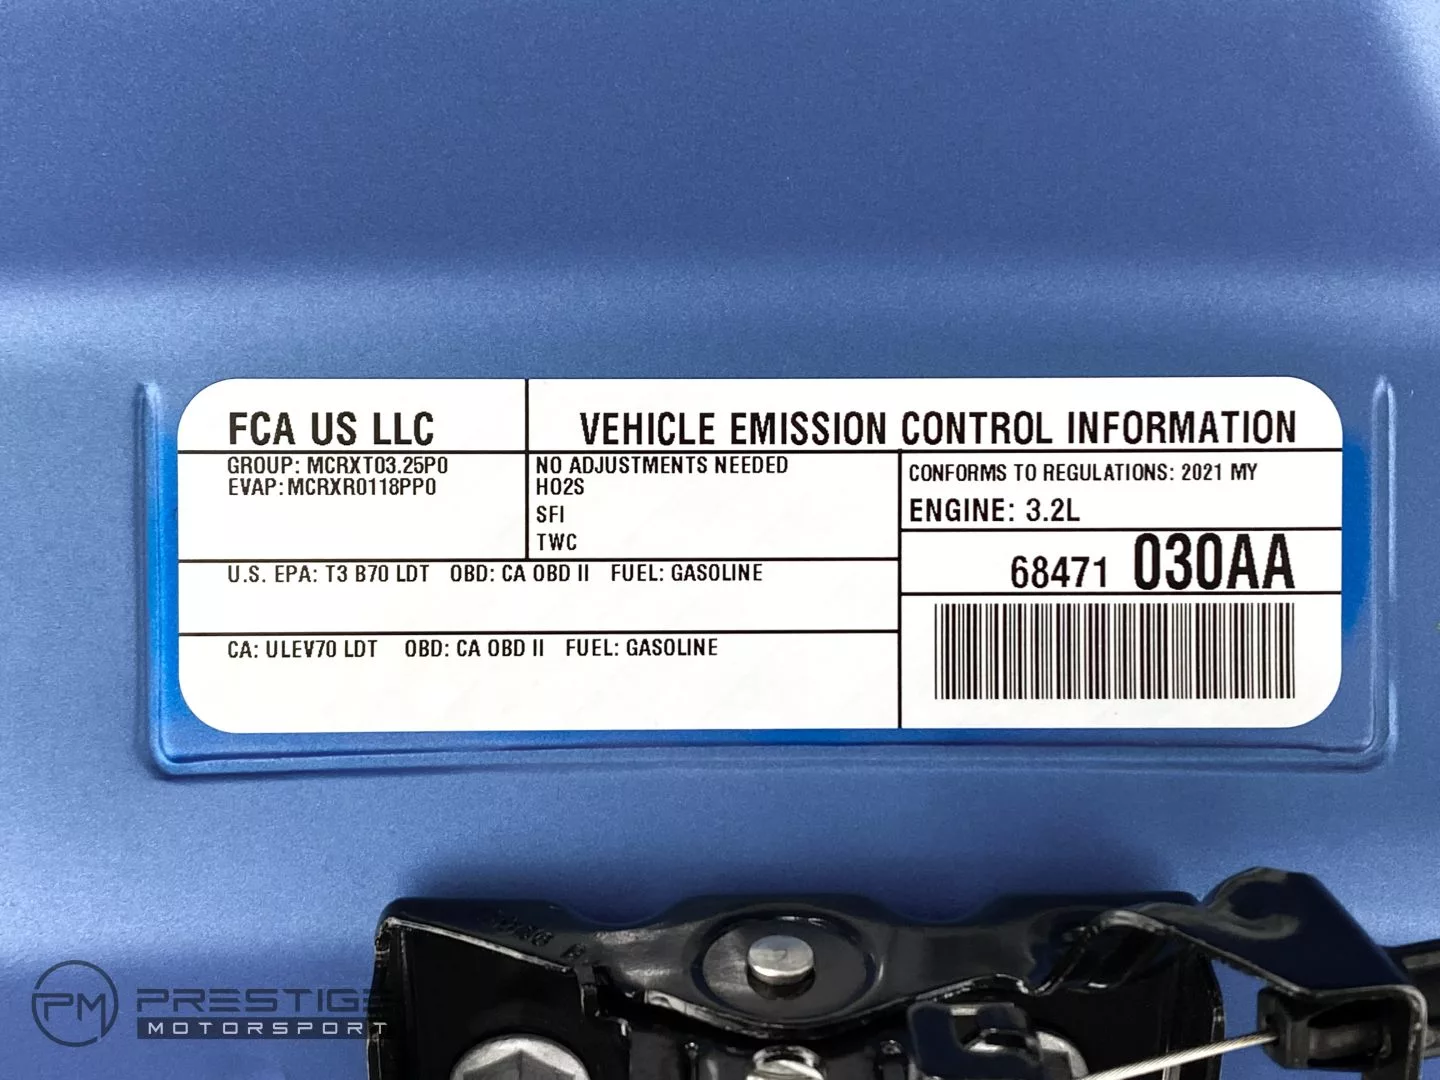 FCA US LLC
VEHICLE EMISSION CONTROL INFORMATION
GROUP: MCRXT03.25P0
EVAP: MCRXR0118PP0
NO ADJUSTMENTS NEEDED
HO2S
SFI
TWC
CONFORMS TO REGULATIONS: 2021 MY
ENGINE: 3.2L
68471 030AA
U.S. EPA: T3 B70 LDT OBD: CA OBD II FUEL: GASOLINE
CA: ULEV70 LDT OBD: CA OBD II FUEL: GASOLINE
PM PRESTIGE
MOTORSPORT